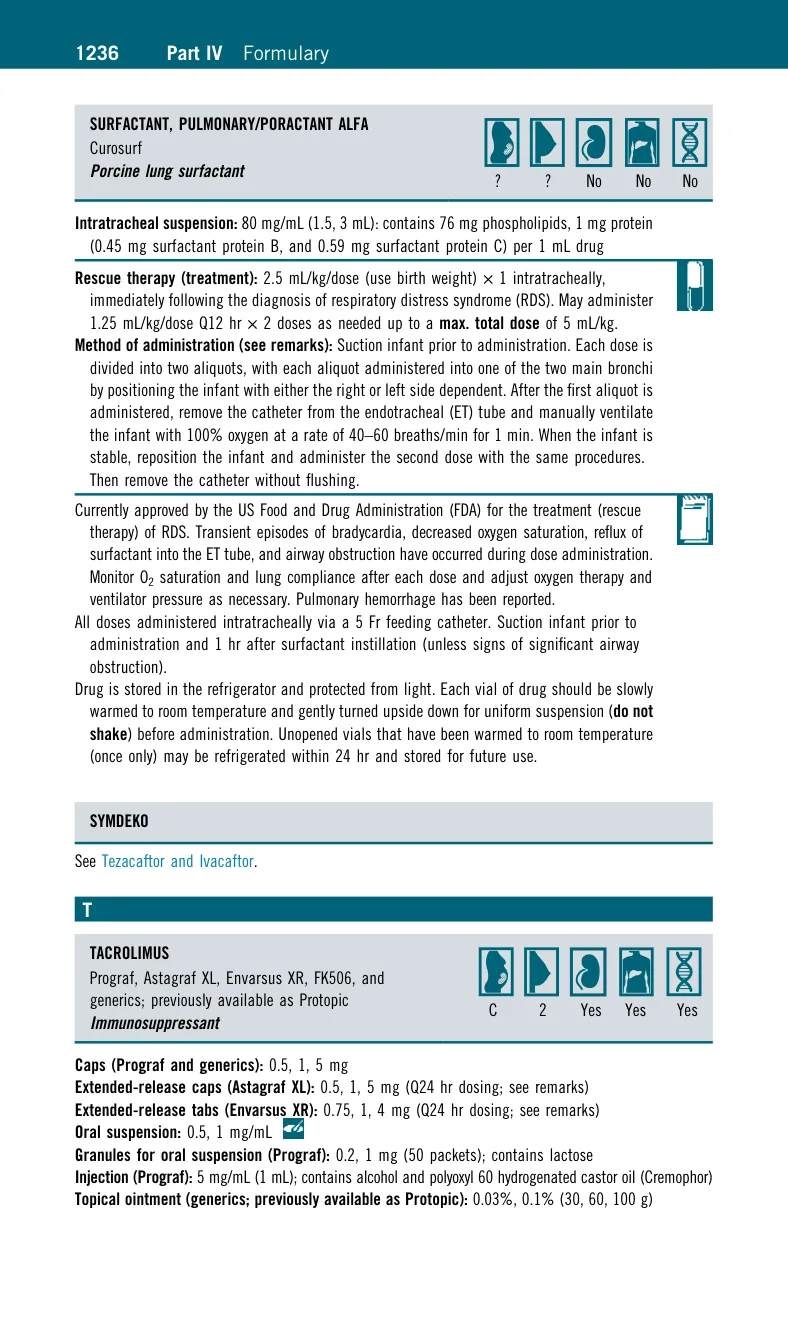 1236 Part IV Formulary
SURFACTANT, PULMONARY/PORACTANT ALFA
Curosurf
Porcine lung surfactant
? ? No No No
Intratracheal suspension: 80 mg/mL (1.5, 3 mL): contains 76 mg phospholipids, 1 mg protein
(0.45 mg surfactant protein B, and 0.59 mg surfactant protein C) per 1 mL drug
Rescue therapy (treatment): 2.5 mL/kg/dose (use birth weight) × 1 intratracheally,
immediately following the diagnosis of respiratory distress syndrome (RDS). May administer
1.25 mL/kg/dose Q12 hr × 2 doses as needed up to a max. total dose of 5 mL/kg.
Method of administration (see remarks): Suction infant prior to administration. Each dose is
divided into two aliquots, with each aliquot administered into one of the two main bronchi
by positioning the infant with either the right or left side dependent. After the first aliquot is
administered, remove the catheter from the endotracheal (ET) tube and manually ventilate
the infant with 100% oxygen at a rate of 40–60 breaths/min for 1 min. When the infant is
stable, reposition the infant and administer the second dose with the same procedures.
Then remove the catheter without flushing.
Currently approved by the US Food and Drug Administration (FDA) for the treatment (rescue
therapy) of RDS. Transient episodes of bradycardia, decreased oxygen saturation, reflux of
surfactant into the ET tube, and airway obstruction have occurred during dose administration.
Monitor O₂ saturation and lung compliance after each dose and adjust oxygen therapy and
ventilator pressure as necessary. Pulmonary hemorrhage has been reported.
All doses administered intratracheally via a 5 Fr feeding catheter. Suction infant prior to
administration and 1 hr after surfactant instillation (unless signs of significant airway
obstruction).
Drug is stored in the refrigerator and protected from light. Each vial of drug should be slowly
warmed to room temperature and gently turned upside down for uniform suspension (do not
shake) before administration. Unopened vials that have been warmed to room temperature
(once only) may be refrigerated within 24 hr and stored for future use.
SYMDEKO
See Tezacaftor and Ivacaftor.
T
TACROLIMUS
Prograf, Astagraf XL, Envarsus XR, FK506, and
generics; previously available as Protopic
Immunosuppressant
C 2 Yes Yes Yes
Caps (Prograf and generics): 0.5, 1, 5 mg
Extended-release caps (Astagraf XL): 0.5, 1, 5 mg (Q24 hr dosing; see remarks)
Extended-release tabs (Envarsus XR): 0.75, 1, 4 mg (Q24 hr dosing; see remarks)
Oral suspension: 0.5, 1 mg/mL
Granules for oral suspension (Prograf): 0.2, 1 mg (50 packets); contains lactose
Injection (Prograf): 5 mg/mL (1 mL); contains alcohol and polyoxyl 60 hydrogenated castor oil (Cremophor)
Topical ointment (generics; previously available as Protopic): 0.03%, 0.1% (30, 60, 100 g)